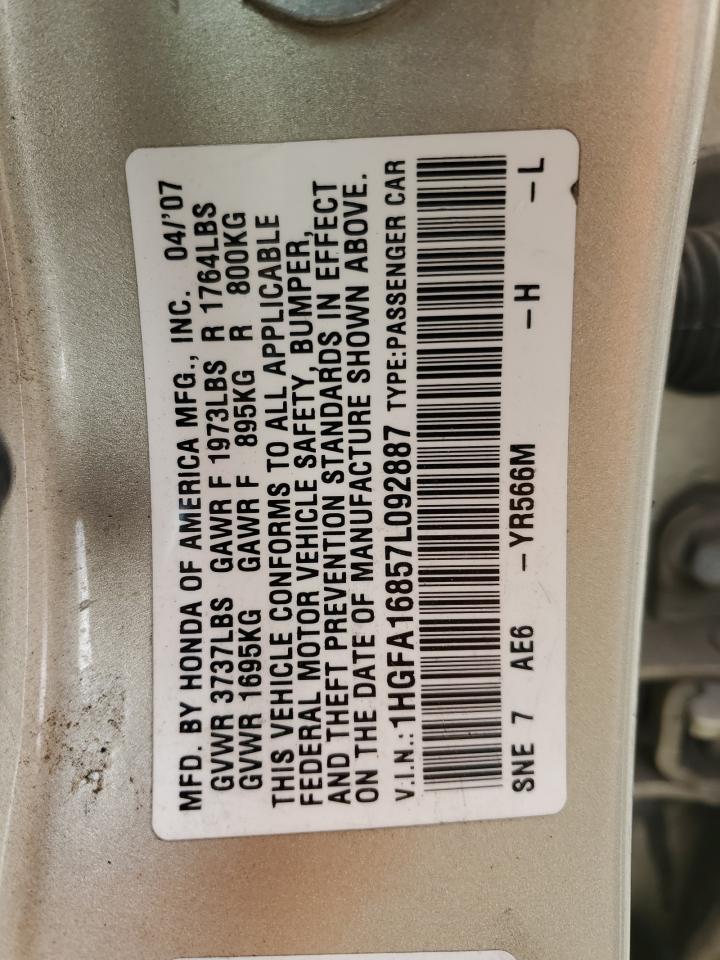 MFD. BY HONDA OF AMERICA MFG., INC. 04/'07
GVWR 3737LBS GAWR F 1973LBS R 1764LBS
GVWR 1695KG GAWR F 895KG R 800KG
THIS VEHICLE CONFORMS TO ALL APPLICABLE
FEDERAL MOTOR VEHICLE SAFETY, BUMPER,
AND THEFT PREVENTION STANDARDS IN EFFECT
ON THE DATE OF MANUFACTURE SHOWN ABOVE.
V.I.N.:1HGFA16857L092887 TYPE:PASSENGER CAR
SNE 7 AE6 - YR566M -H -L